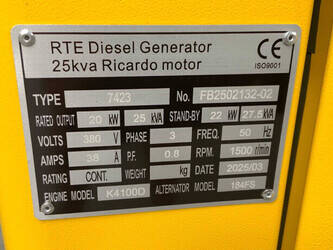 RTE Diesel Generator
25kva Ricardo motor
CE
ISO9001
TYPE 7423 No. FB2502132-02
RATED OUTPUT 20 kW 25 kVA STAND-BY 22 kW 27.5 kVA
VOLTS 380 V PHASE 3 FREQ. 50 Hz
AMPS 36 A P.F. 0.8 RPM. 1500 r/min
RATING CONT. WEIGHT kg DATE 2025/03
ENGINE MODEL K4100D ALTERNATOR MODEL 184FS